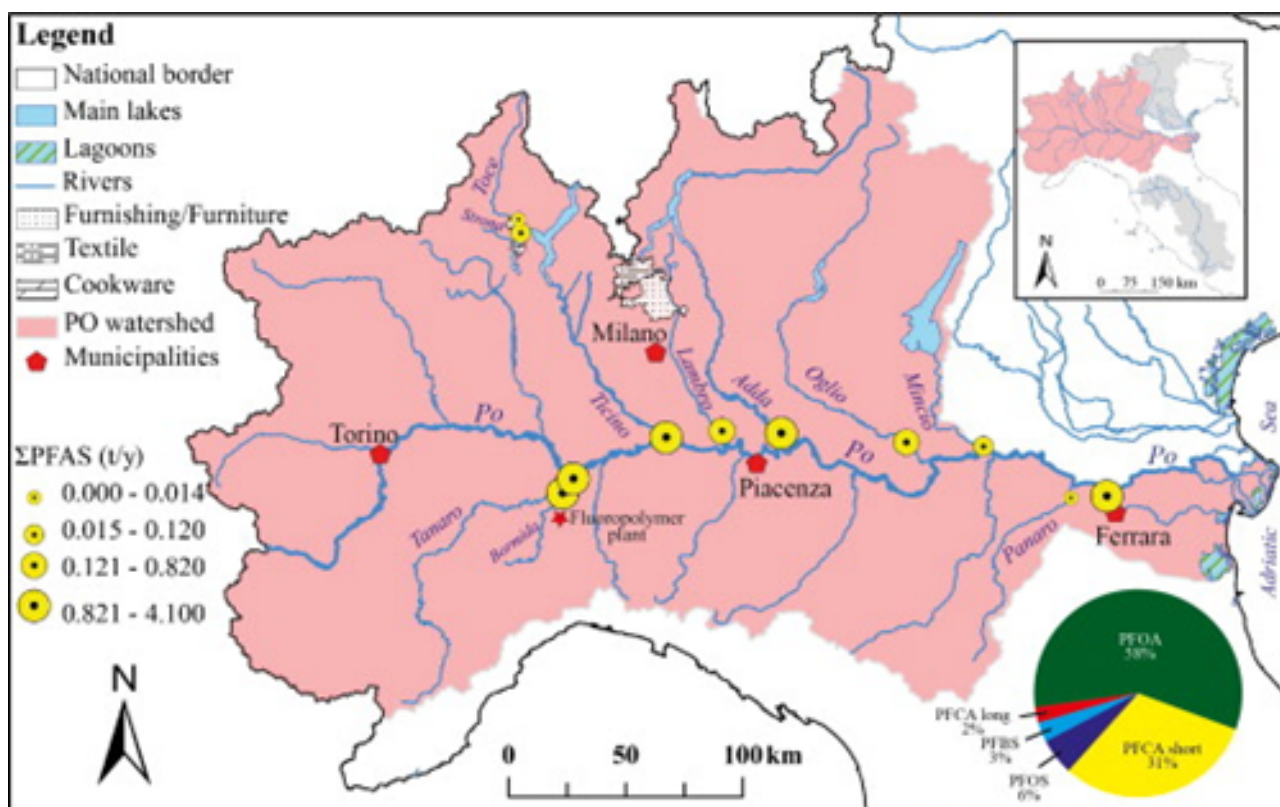 Legend
National border
Main lakes
Lagoons
Rivers
Furnishing/Furniture
Textile
Cookware
PO watershed
Municipalities
ΣPFAS (t/y)
0.000 - 0.014
0.015 - 0.120
0.121 - 0.820
0.821 - 4.100
N
Toce
Strona
Milano
Lambro
Adda
Oglio
Mincio
Ticino
Po
Torino
Piacenza
Po
Po
Tanaro
Bormida
Fluoropolymer
plant
Panaro
Ferrara
Adriatic Sea
N
0 75 150 km
0 50 100 km
PFOA
58%
PFCA long
2%
PFBS
3%
PFOS
6%
PFCA short
31%